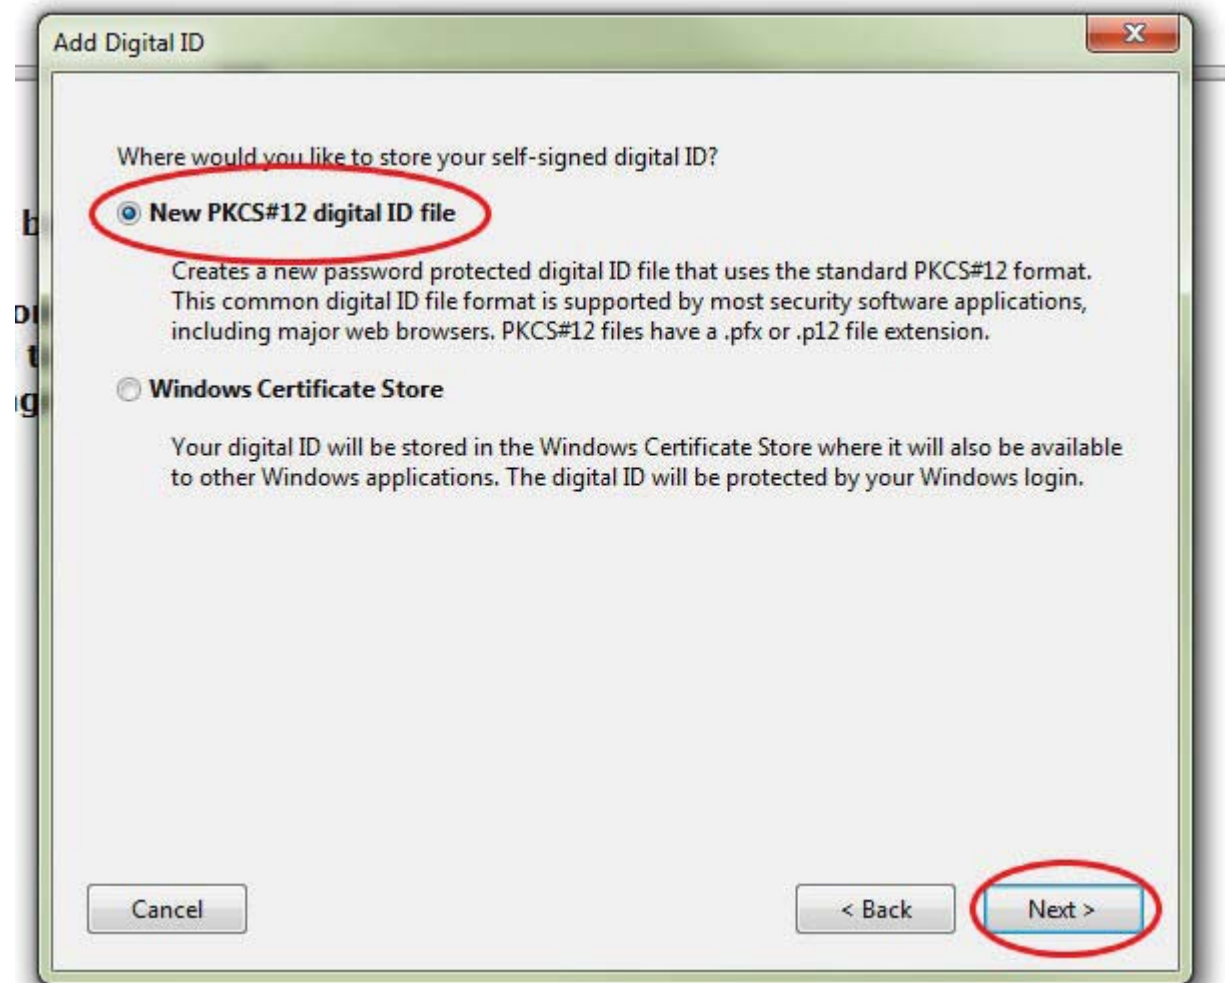 Add Digital ID
Where would you like to store your self-signed digital ID?
New PKCS#12 digital ID file
Creates a new password protected digital ID file that uses the standard PKCS#12 format.
This common digital ID file format is supported by most security software applications,
including major web browsers. PKCS#12 files have a .pfx or .p12 file extension.
Windows Certificate Store
Your digital ID will be stored in the Windows Certificate Store where it will also be available
to other Windows applications. The digital ID will be protected by your Windows login.
Cancel
< Back
Next >